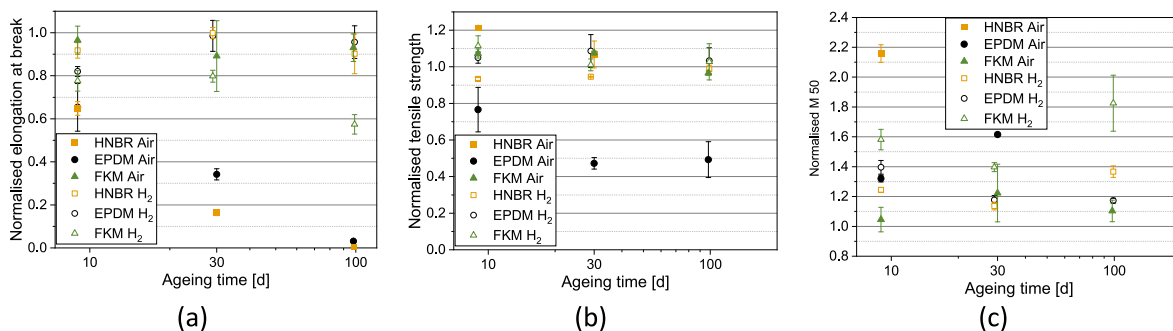 Normalised elongation at break
1.0
0.8
0.6
0.4
0.2
0.0
HNBR Air
EPDM Air
FKM Air
HNBR H₂
EPDM H₂
FKM H₂
10
30
100
Ageing time [d]
(a)
Normalised tensile strength
1.2
1.0
0.8
0.6
0.4
0.2
0.0
HNBR Air
EPDM Air
FKM Air
HNBR H₂
EPDM H₂
FKM H₂
10
30
100
Ageing time [d]
(b)
Normalised M 50
2.4
2.2
2.0
1.8
1.6
1.4
1.2
1.0
0.8
HNBR Air
EPDM Air
FKM Air
HNBR H₂
EPDM H₂
FKM H₂
10
30
100
Ageing time [d]
(c)